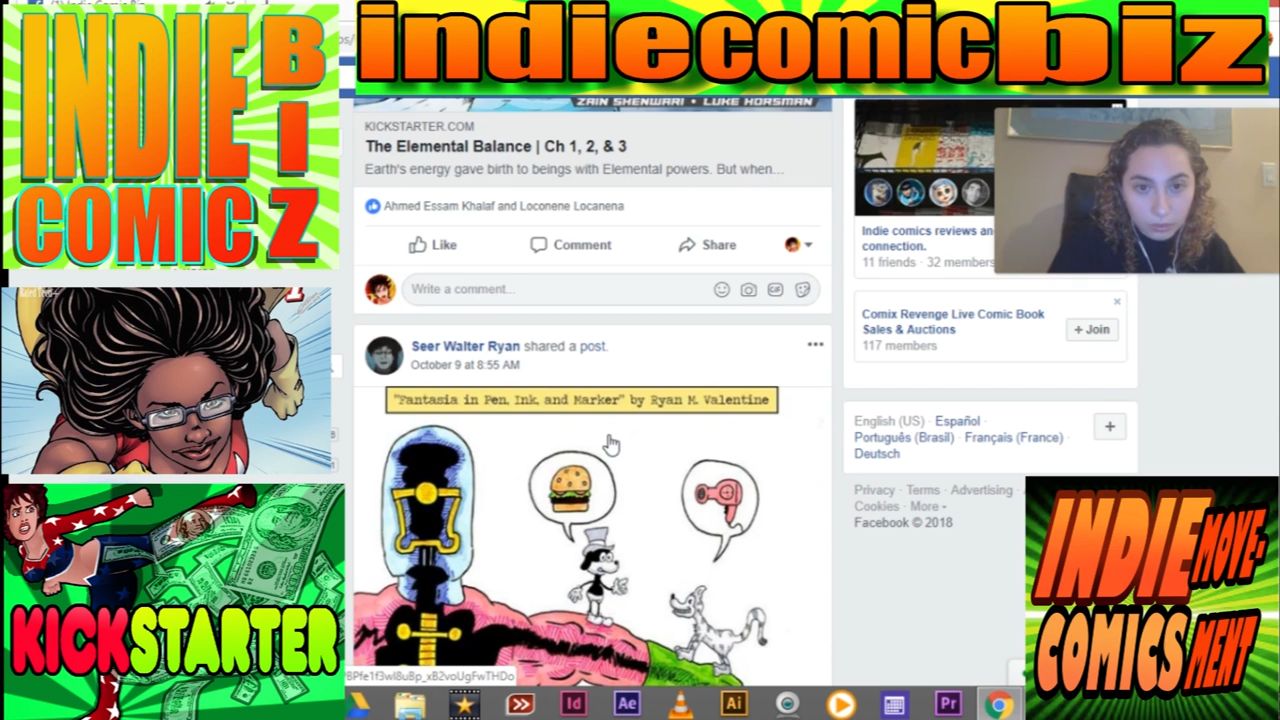 INDIE
COMIC
BIZ
indiecomicbiz
ZAIN SHENWARI • LUKE HORSMAN
KICKSTARTER.COM
The Elemental Balance | Ch 1, 2, & 3
Earth's energy gave birth to beings with Elemental powers. But when...
Ahmed Essam Khalaf and Loconene Locanena
Like
Comment
Share
Write a comment...
GIF
Seer Walter Ryan shared a post.
October 9 at 8:55 AM
"Fantasia in Pen, Ink, and Marker" by Ryan M. Valentine
Indie comics reviews an
connection.
11 friends · 32 members
Comix Revenge Live Comic Book
Sales & Auctions
117 members
+ Join
English (US) · Español ·
Português (Brasil) · Français (France) ·
Deutsch
Privacy · Terms · Advertising ·
Cookies · More
Facebook © 2018
KICKSTARTER
INDIE
COMICS
MOVE-
MENT
Id
Ae
Ai
Pr